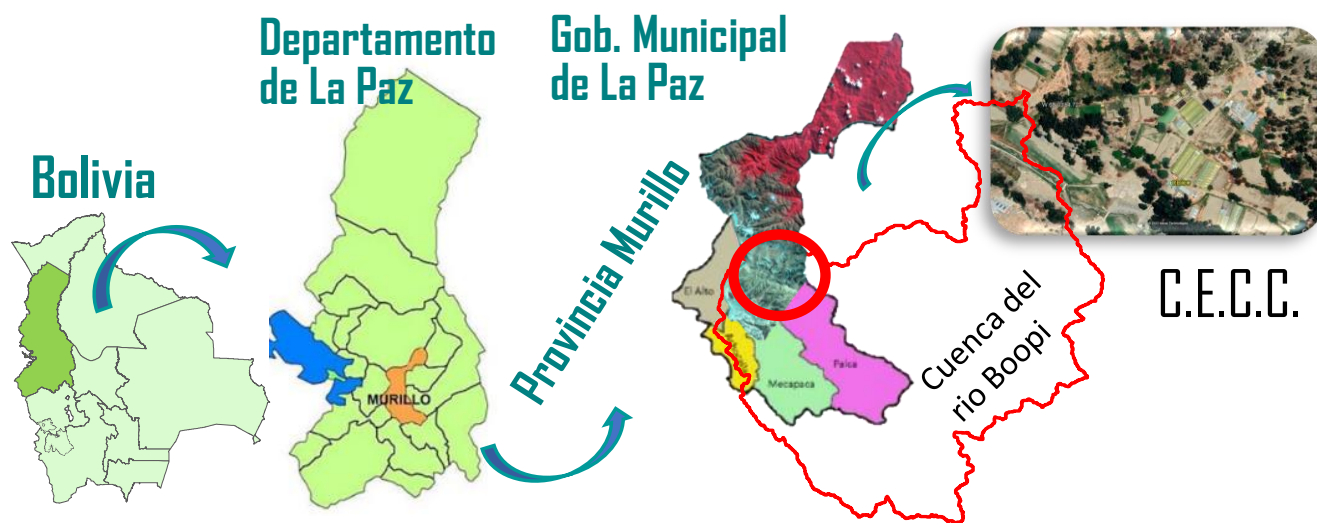 Bolivia
Departamento
de La Paz
MURILLO
Provincia Murillo
Gob. Municipal
de La Paz
El Alto
Mecapaca
Palca
Cuenca del
rio Boopi
C.E.C.C.